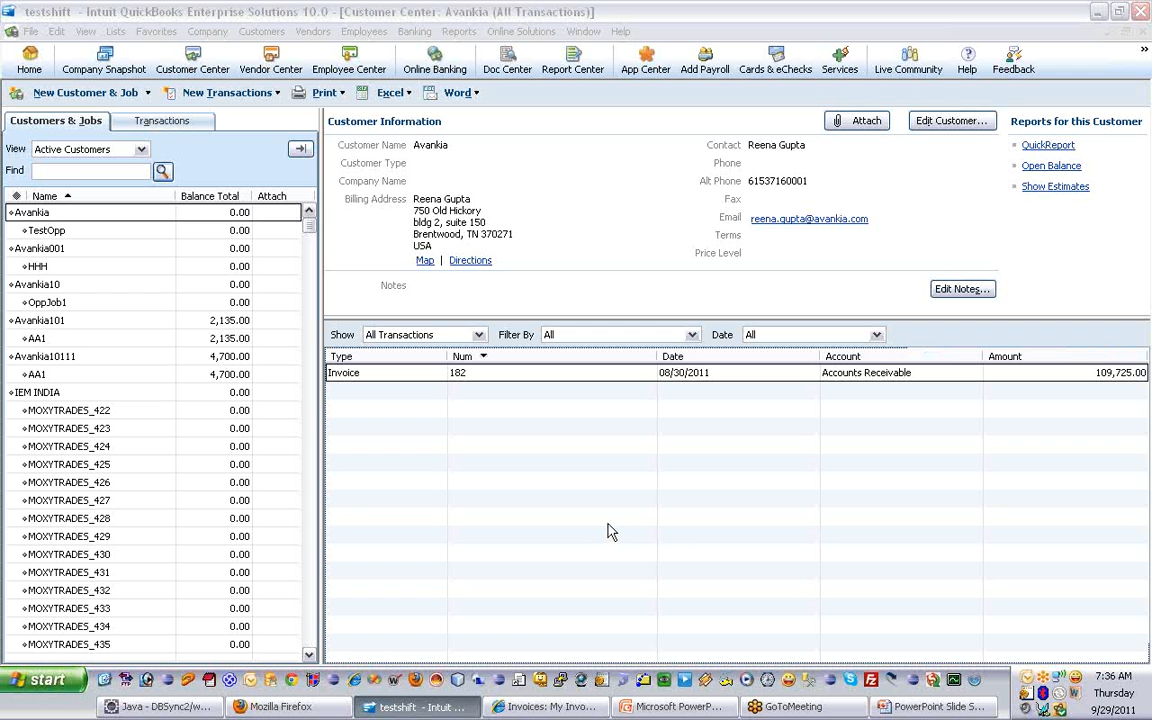 testshift - Intuit QuickBooks Enterprise Solutions 10.0 - [Customer Center: Avankia (All Transactions)]
File Edit View Lists Favorites Company Customers Vendors Employees Banking Reports Online Solutions Window Help
Home Company Snapshot Customer Center Vendor Center Employee Center Online Banking Doc Center Report Center App Center Add Payroll Cards & eChecks Services Live Community Help Feedback
New Customer & Job New Transactions Print Excel Word
Customers & Jobs Transactions
View Active Customers
Find
Name Balance Total Attach
Avankia 0.00
TestOpp 0.00
Avankia001 0.00
HHH 0.00
Avankia10 0.00
OppJob1 0.00
Avankia101 2,135.00
AA1 2,135.00
Avankia10111 4,700.00
AA1 4,700.00
IEM INDIA 0.00
MOXYTRADES_422 0.00
MOXYTRADES_423 0.00
MOXYTRADES_424 0.00
MOXYTRADES_425 0.00
MOXYTRADES_426 0.00
MOXYTRADES_427 0.00
MOXYTRADES_428 0.00
MOXYTRADES_429 0.00
MOXYTRADES_430 0.00
MOXYTRADES_431 0.00
MOXYTRADES_432 0.00
MOXYTRADES_433 0.00
MOXYTRADES_434 0.00
MOXYTRADES_435 0.00
Customer Information Attach Edit Customer...
Customer Name Avankia Contact Reena Gupta
Customer Type Phone
Company Name Alt Phone 61537160001
Billing Address Reena Gupta Fax
750 Old Hickory
bldg 2, suite 150 Email reena.gupta@avankia.com
Brentwood, TN 370271 Terms
USA Price Level
Map | Directions
Notes Edit Notes...
Reports for this Customer
QuickReport
Open Balance
Show Estimates
Show All Transactions Filter By All Date All
Type Num Date Account Amount
Invoice 182 08/30/2011 Accounts Receivable 109,725.00
start
Java - DBSync2/w... Mozilla Firefox testshift - Intuit ... Invoices: My Invo... Microsoft PowerP... GoToMeeting PowerPoint Slide S...
7:36 AM
Thursday
9/29/2011